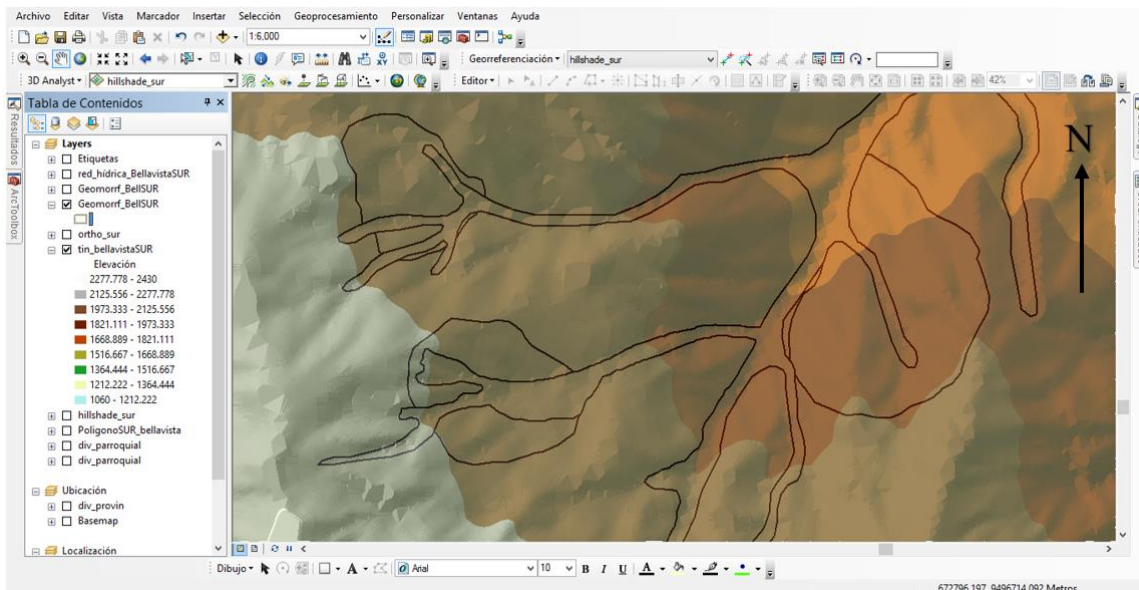 Archivo Editar Vista Marcador Insertar Selección Geoprocesamiento Personalizar Ventanas Ayuda
1:6.000
Georreferenciación hillshade_sur
3D Analyst hillshade_sur Editor 42%
Tabla de Contenidos
Resultados
ArcToolbox
Layers
Etiquetas
red_hídrica_BellavistaSUR
Geomorrf_BellSUR
Geomorrf_BellSUR
ortho_sur
tin_bellavistaSUR
Elevación
2277.778 - 2430
2125.556 - 2277.778
1973.333 - 2125.556
1821.111 - 1973.333
1668.889 - 1821.111
1516.667 - 1668.889
1364.444 - 1516.667
1212.222 - 1364.444
1060 - 1212.222
hillshade_sur
PoligonoSUR_bellavista
div_parroquial
div_parroquial
Ubicación
div_provin
Basemap
Localización
N
Dibujo A Arial 10 B I U A
672796,197 9496714,092 Metros